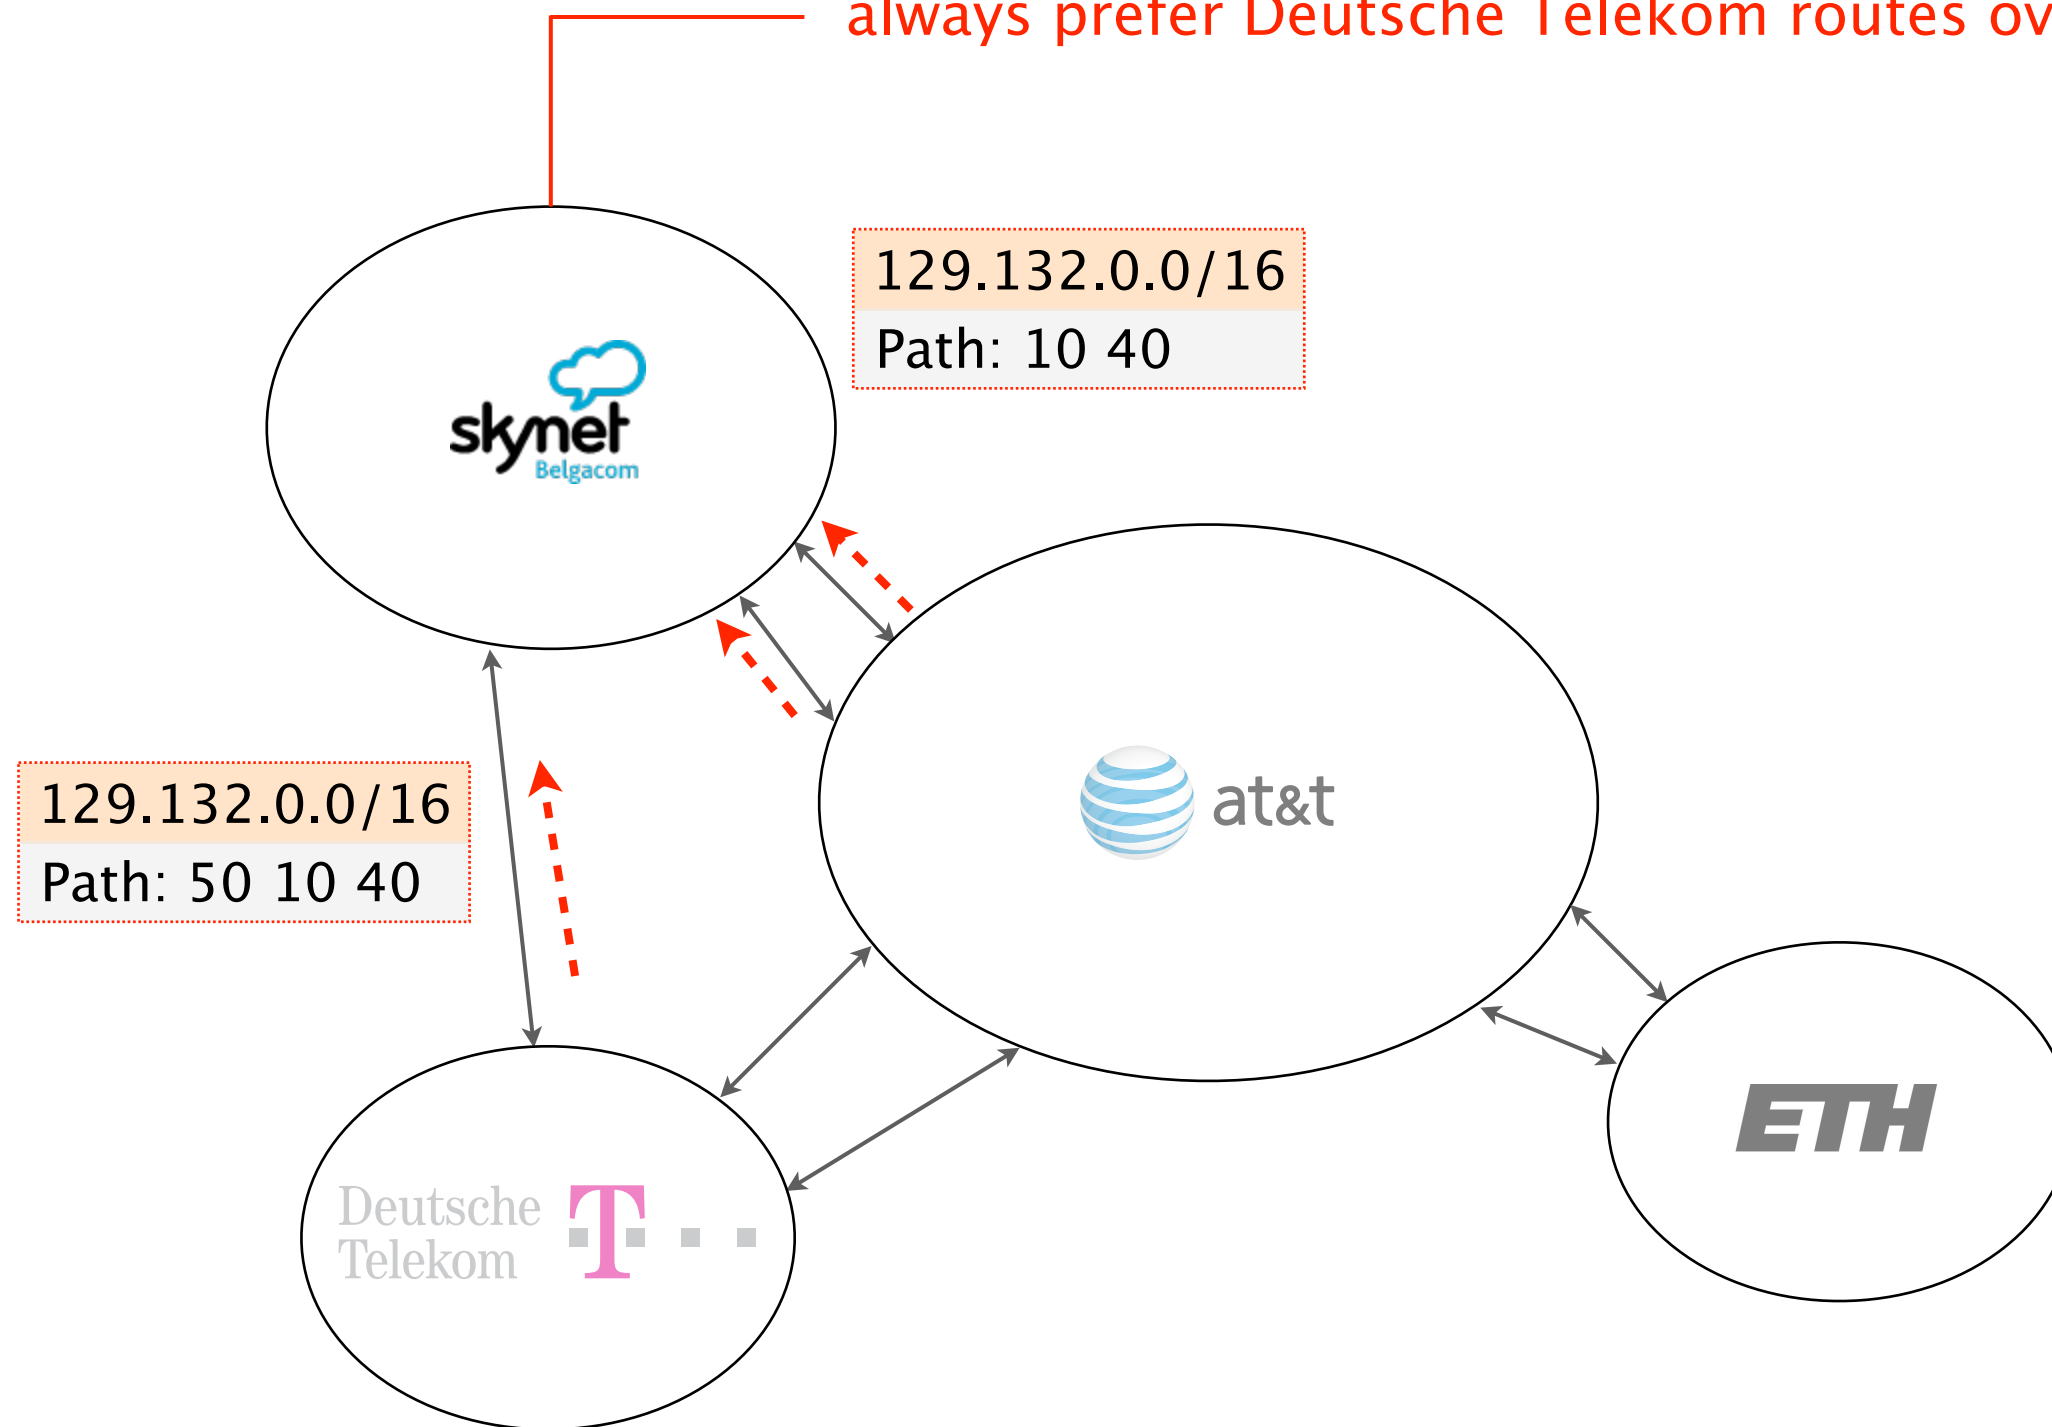 always prefer Deutsche Telekom routes
129.132.0.0/16
Path: 10 40
skynet
Belgacom
at&t
129.132.0.0/16
Path: 50 10 40
ETH
Deutsche
Telekom
T